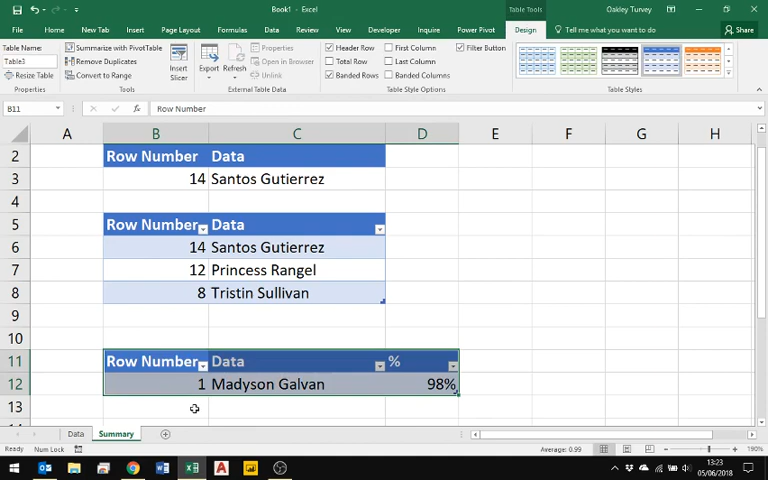 Book1 - Excel
Table Tools
Oakley Turvey
File Home New Tab Insert Page Layout Formulas Data Review View Developer Inquire Power Pivot Design Tell me what you want to do Share
Table Name:
Table3
Resize Table
Properties
Summarize with PivotTable
Remove Duplicates
Convert to Range
Tools
Insert Slicer
Export
Refresh
Properties
Open in Browser
Unlink
External Table Data
Header Row
Total Row
Banded Rows
First Column
Last Column
Banded Columns
Filter Button
Table Style Options
Table Styles
B11 fx Row Number
A B C D E F G H
2 Row Number Data
3 14 Santos Gutierrez
4
5 Row Number Data
6 14 Santos Gutierrez
7 12 Princess Rangel
8 8 Tristin Sullivan
9
10
11 Row Number Data %
12 1 Madyson Galvan 98%
13
Data Summary
Ready Num Lock Average: 0.99 190%
13:23
05/06/2018